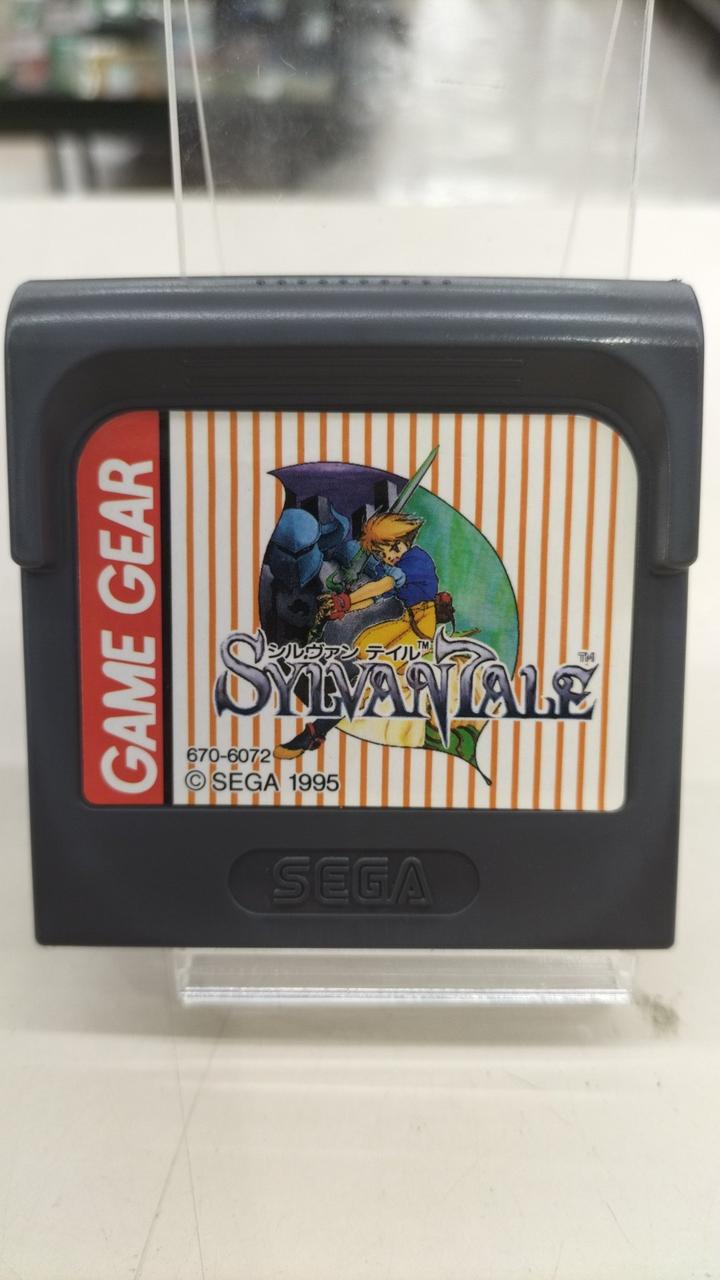 GAME GEAR
シルヴァン テイル™
SYLVANTALE™
670-6072
© SEGA 1995
SEGA